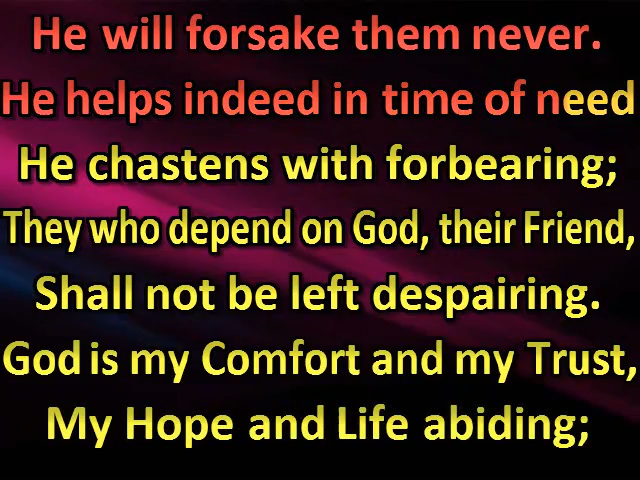 He will forsake them never.
He helps indeed in time of need
He chastens with forbearing;
They who depend on God, their Friend,
Shall not be left despairing.
God is my Comfort and my Trust,
My Hope and Life abiding;